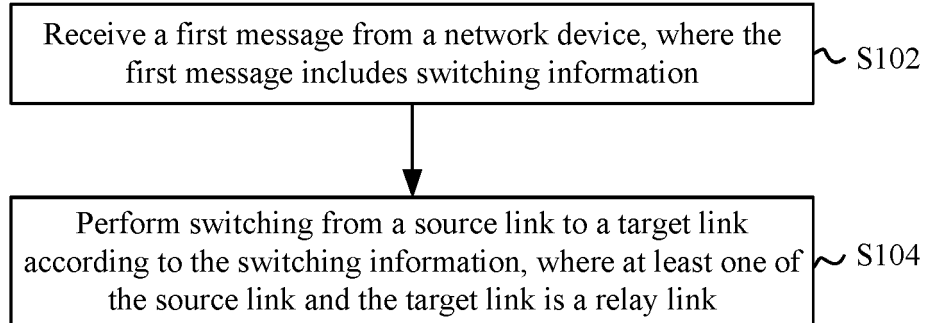 Receive a first message from a network device, where the
first message includes switching information
S102
Perform switching from a source link to a target link
according to the switching information, where at least one of
the source link and the target link is a relay link
S104